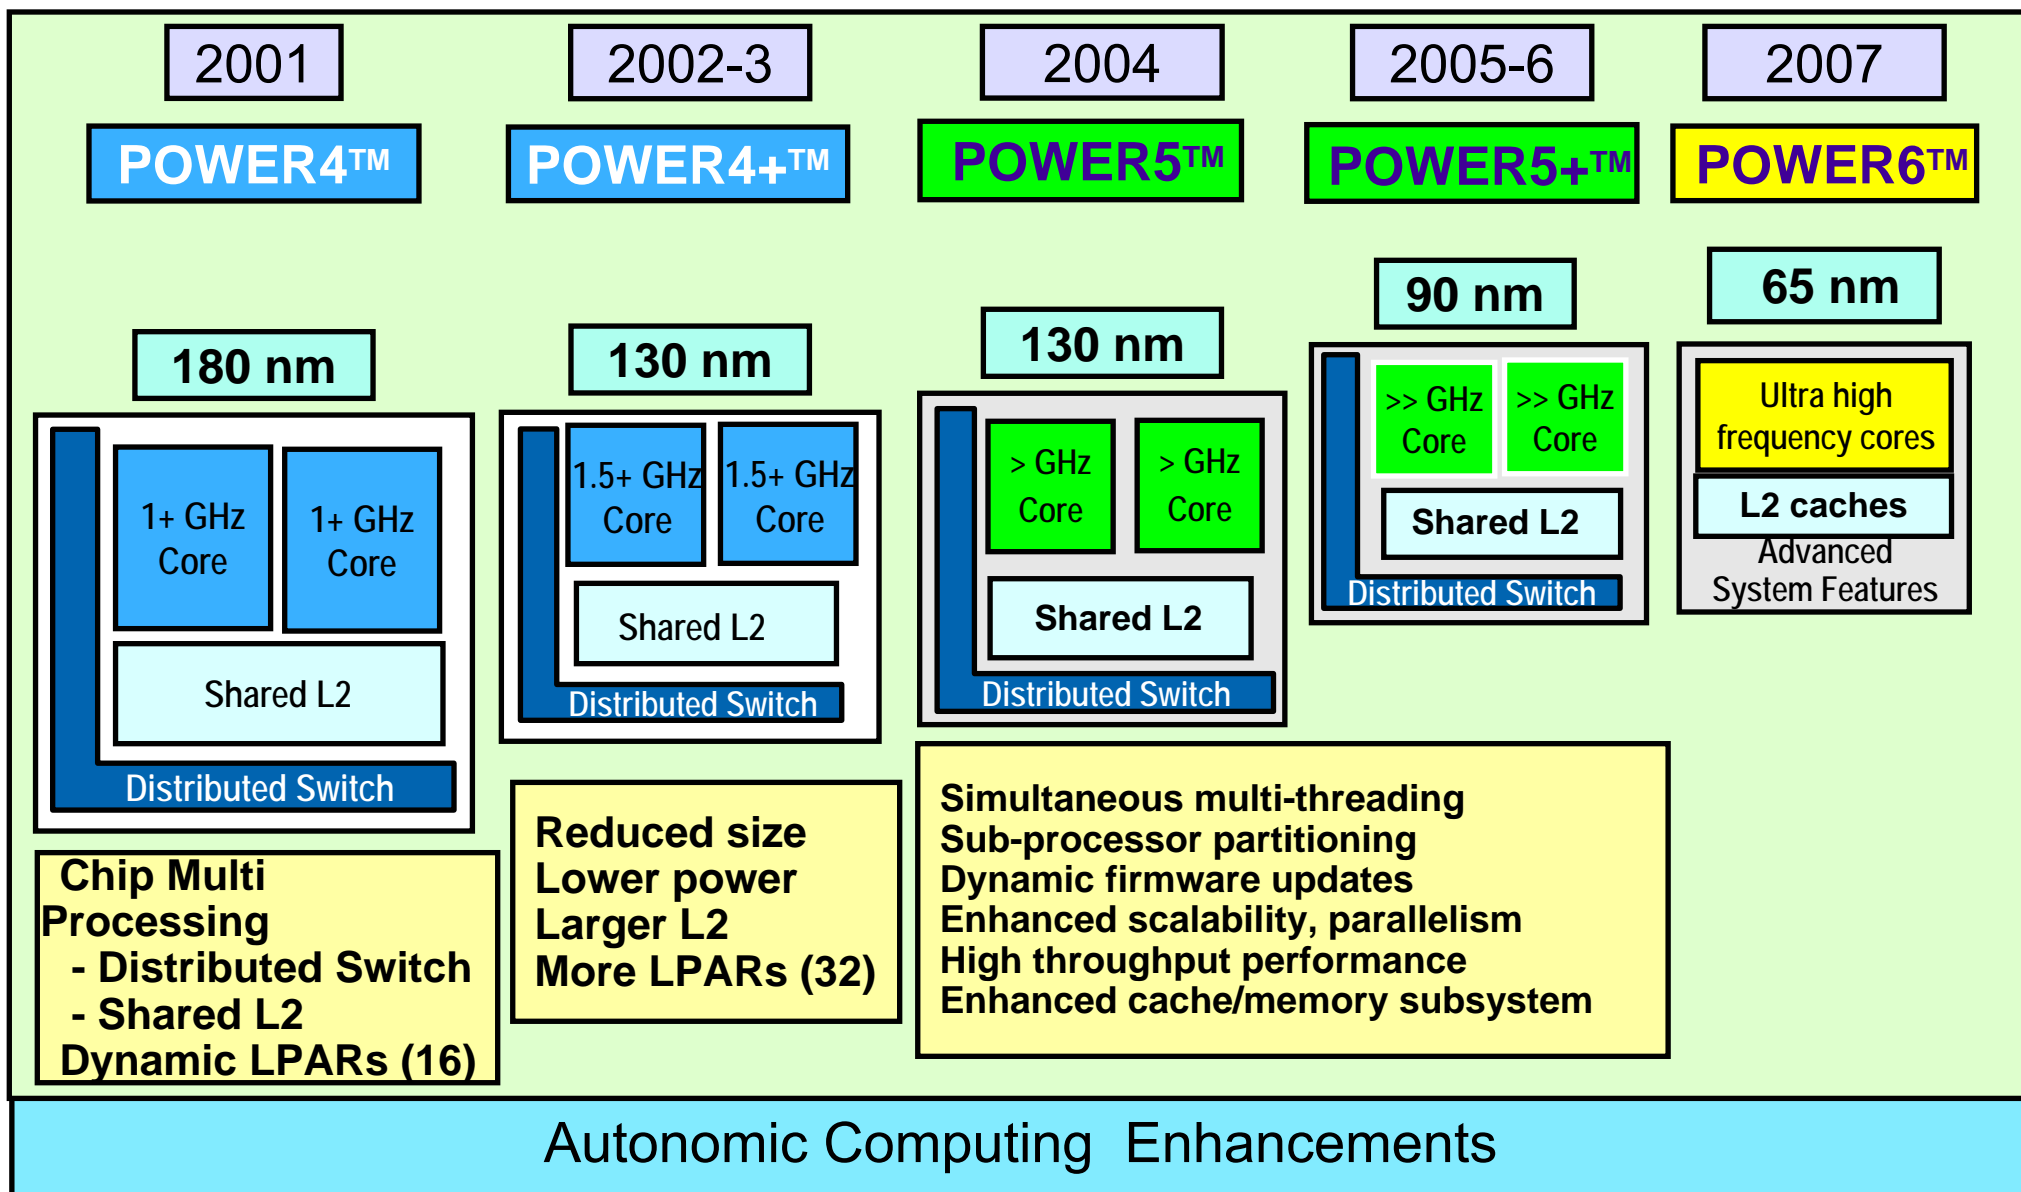 2001
2002-3
2004
2005-6
2007
POWER4™
POWER4+™
POWER5™
POWER5+™
POWER6™
180 nm
130 nm
130 nm
90 nm
65 nm
1+ GHz
Core
1+ GHz
Core
Shared L2
Distributed Switch
1.5+ GHz
Core
1.5+ GHz
Core
Shared L2
Distributed Switch
> GHz
Core
> GHz
Core
Shared L2
Distributed Switch
>> GHz
Core
>> GHz
Core
Shared L2
Distributed Switch
Ultra high
frequency cores
L2 caches
Advanced
System Features
Chip Multi
Processing
- Distributed Switch
- Shared L2
Dynamic LPARs (16)
Reduced size
Lower power
Larger L2
More LPARs (32)
Simultaneous multi-threading
Sub-processor partitioning
Dynamic firmware updates
Enhanced scalability, parallelism
High throughput performance
Enhanced cache/memory subsystem
Autonomic Computing  Enhancements